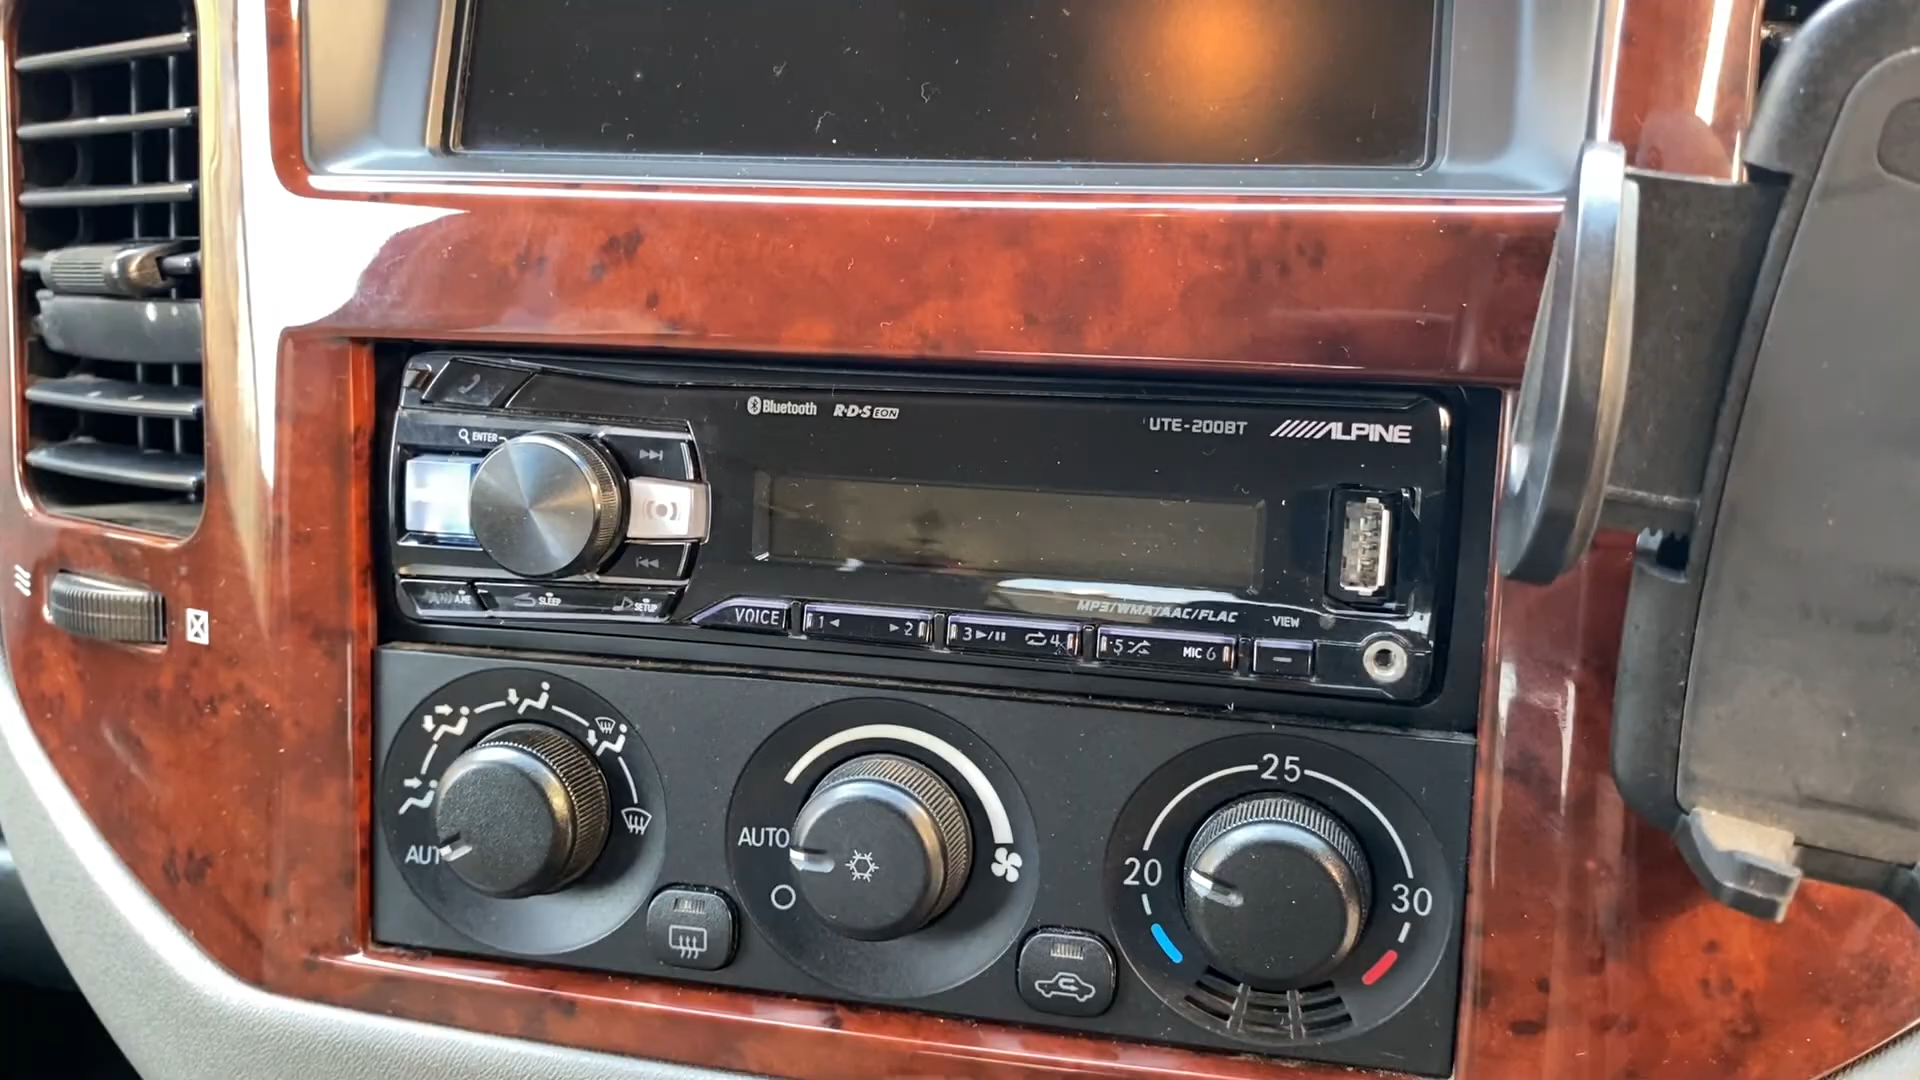 Bluetooth R·D·S EON
UTE-200BT ALPINE
ENTER
SLEEP
SETUP
VOICE
1
2
3
4
5
MIC 6
MP3/WMA/AAC/FLAC
VIEW
AUTO
25
20
30